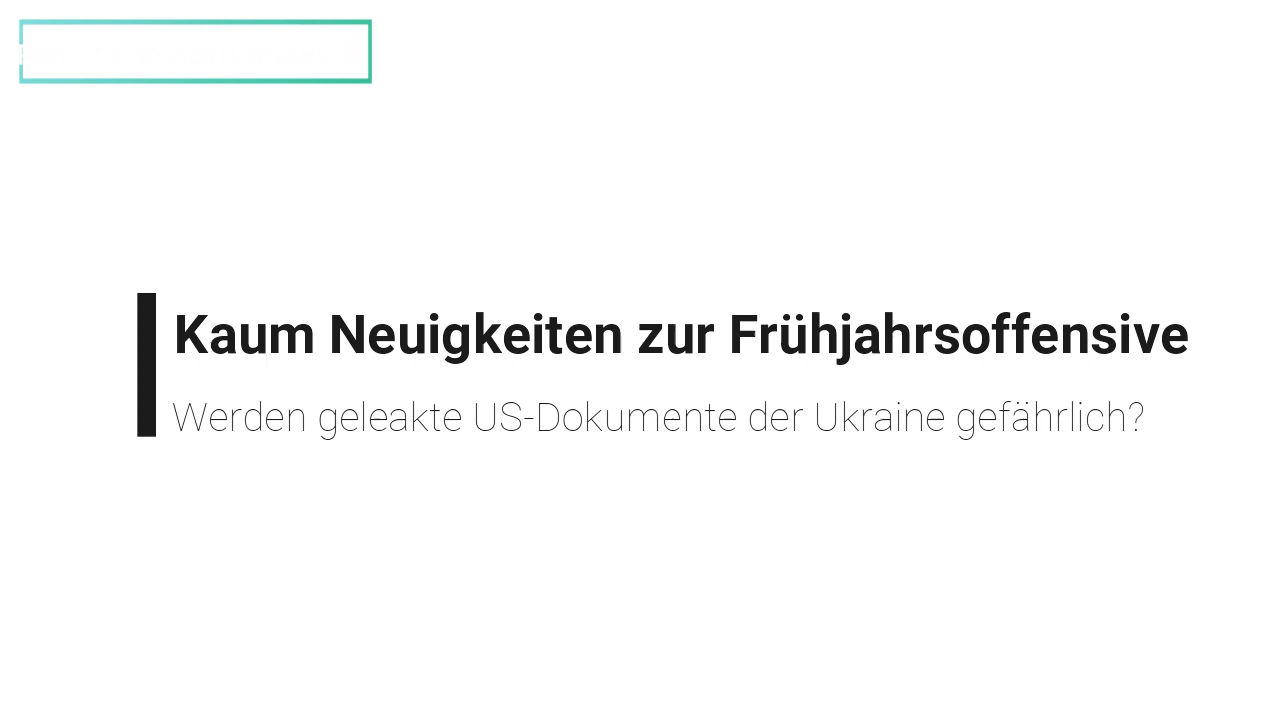 Kaum Neuigkeiten zur Frühjahrsoffensive
Werden geleakte US-Dokumente der Ukraine gefährlich?